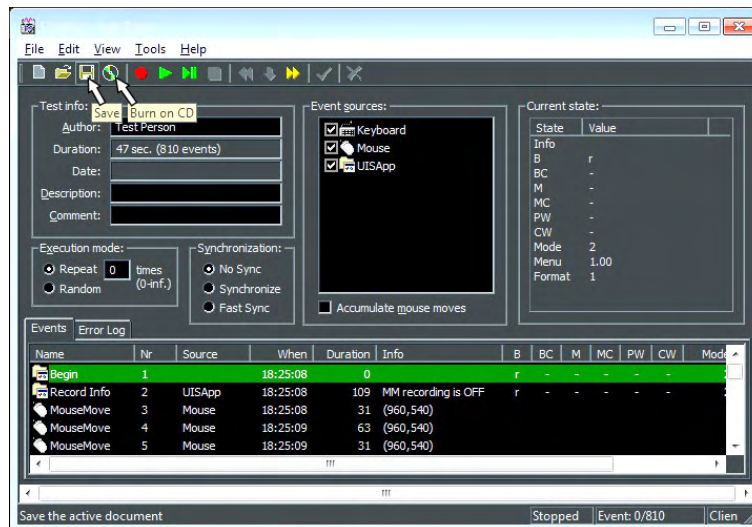 File Edit View Tools Help
Save Burn on CD
Test info:
Author: Test Person
Duration: 47 sec. (810 events)
Date:
Description:
Comment:
Event sources:
Keyboard
Mouse
UISApp
Accumulate mouse moves
Current state:
State Value
Info
B r
BC -
M -
MC -
PW -
CW -
Mode 2
Menu 1.00
Format 1
Execution mode:
Repeat 0 times
(0-inf.)
Random
Synchronization:
No Sync
Synchronize
Fast Sync
Events Error Log
Name Nr Source When Duration Info B BC M MC PW CW Mode
Begin 1 18:25:08 0 r - - - - -
Record Info 2 UISApp 18:25:08 109 MM recording is OFF r - - - - -
MouseMove 3 Mouse 18:25:08 31 (960,540)
MouseMove 4 Mouse 18:25:09 63 (960,540)
MouseMove 5 Mouse 18:25:09 31 (960,540)
Save the active document Stopped Event: 0/810 Clien